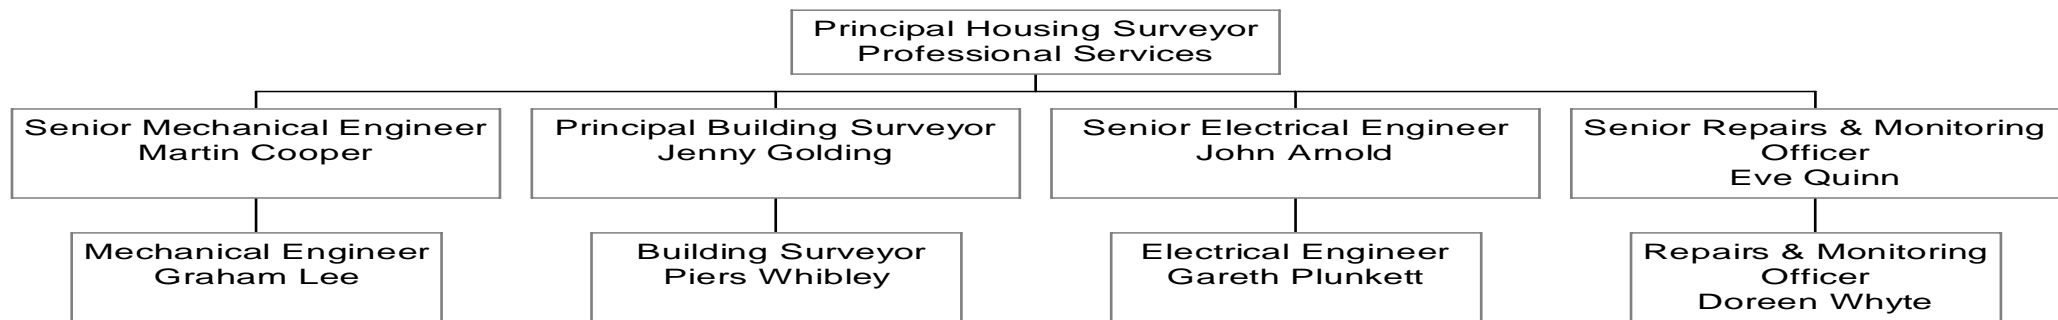 Principal Housing Surveyor
Professional Services
Senior Mechanical Engineer
Martin Cooper
Principal Building Surveyor
Jenny Golding
Senior Electrical Engineer
John Arnold
Senior Repairs & Monitoring
Officer
Eve Quinn
Mechanical Engineer
Graham Lee
Building Surveyor
Piers Whibley
Electrical Engineer
Gareth Plunkett
Repairs & Monitoring
Officer
Doreen Whyte